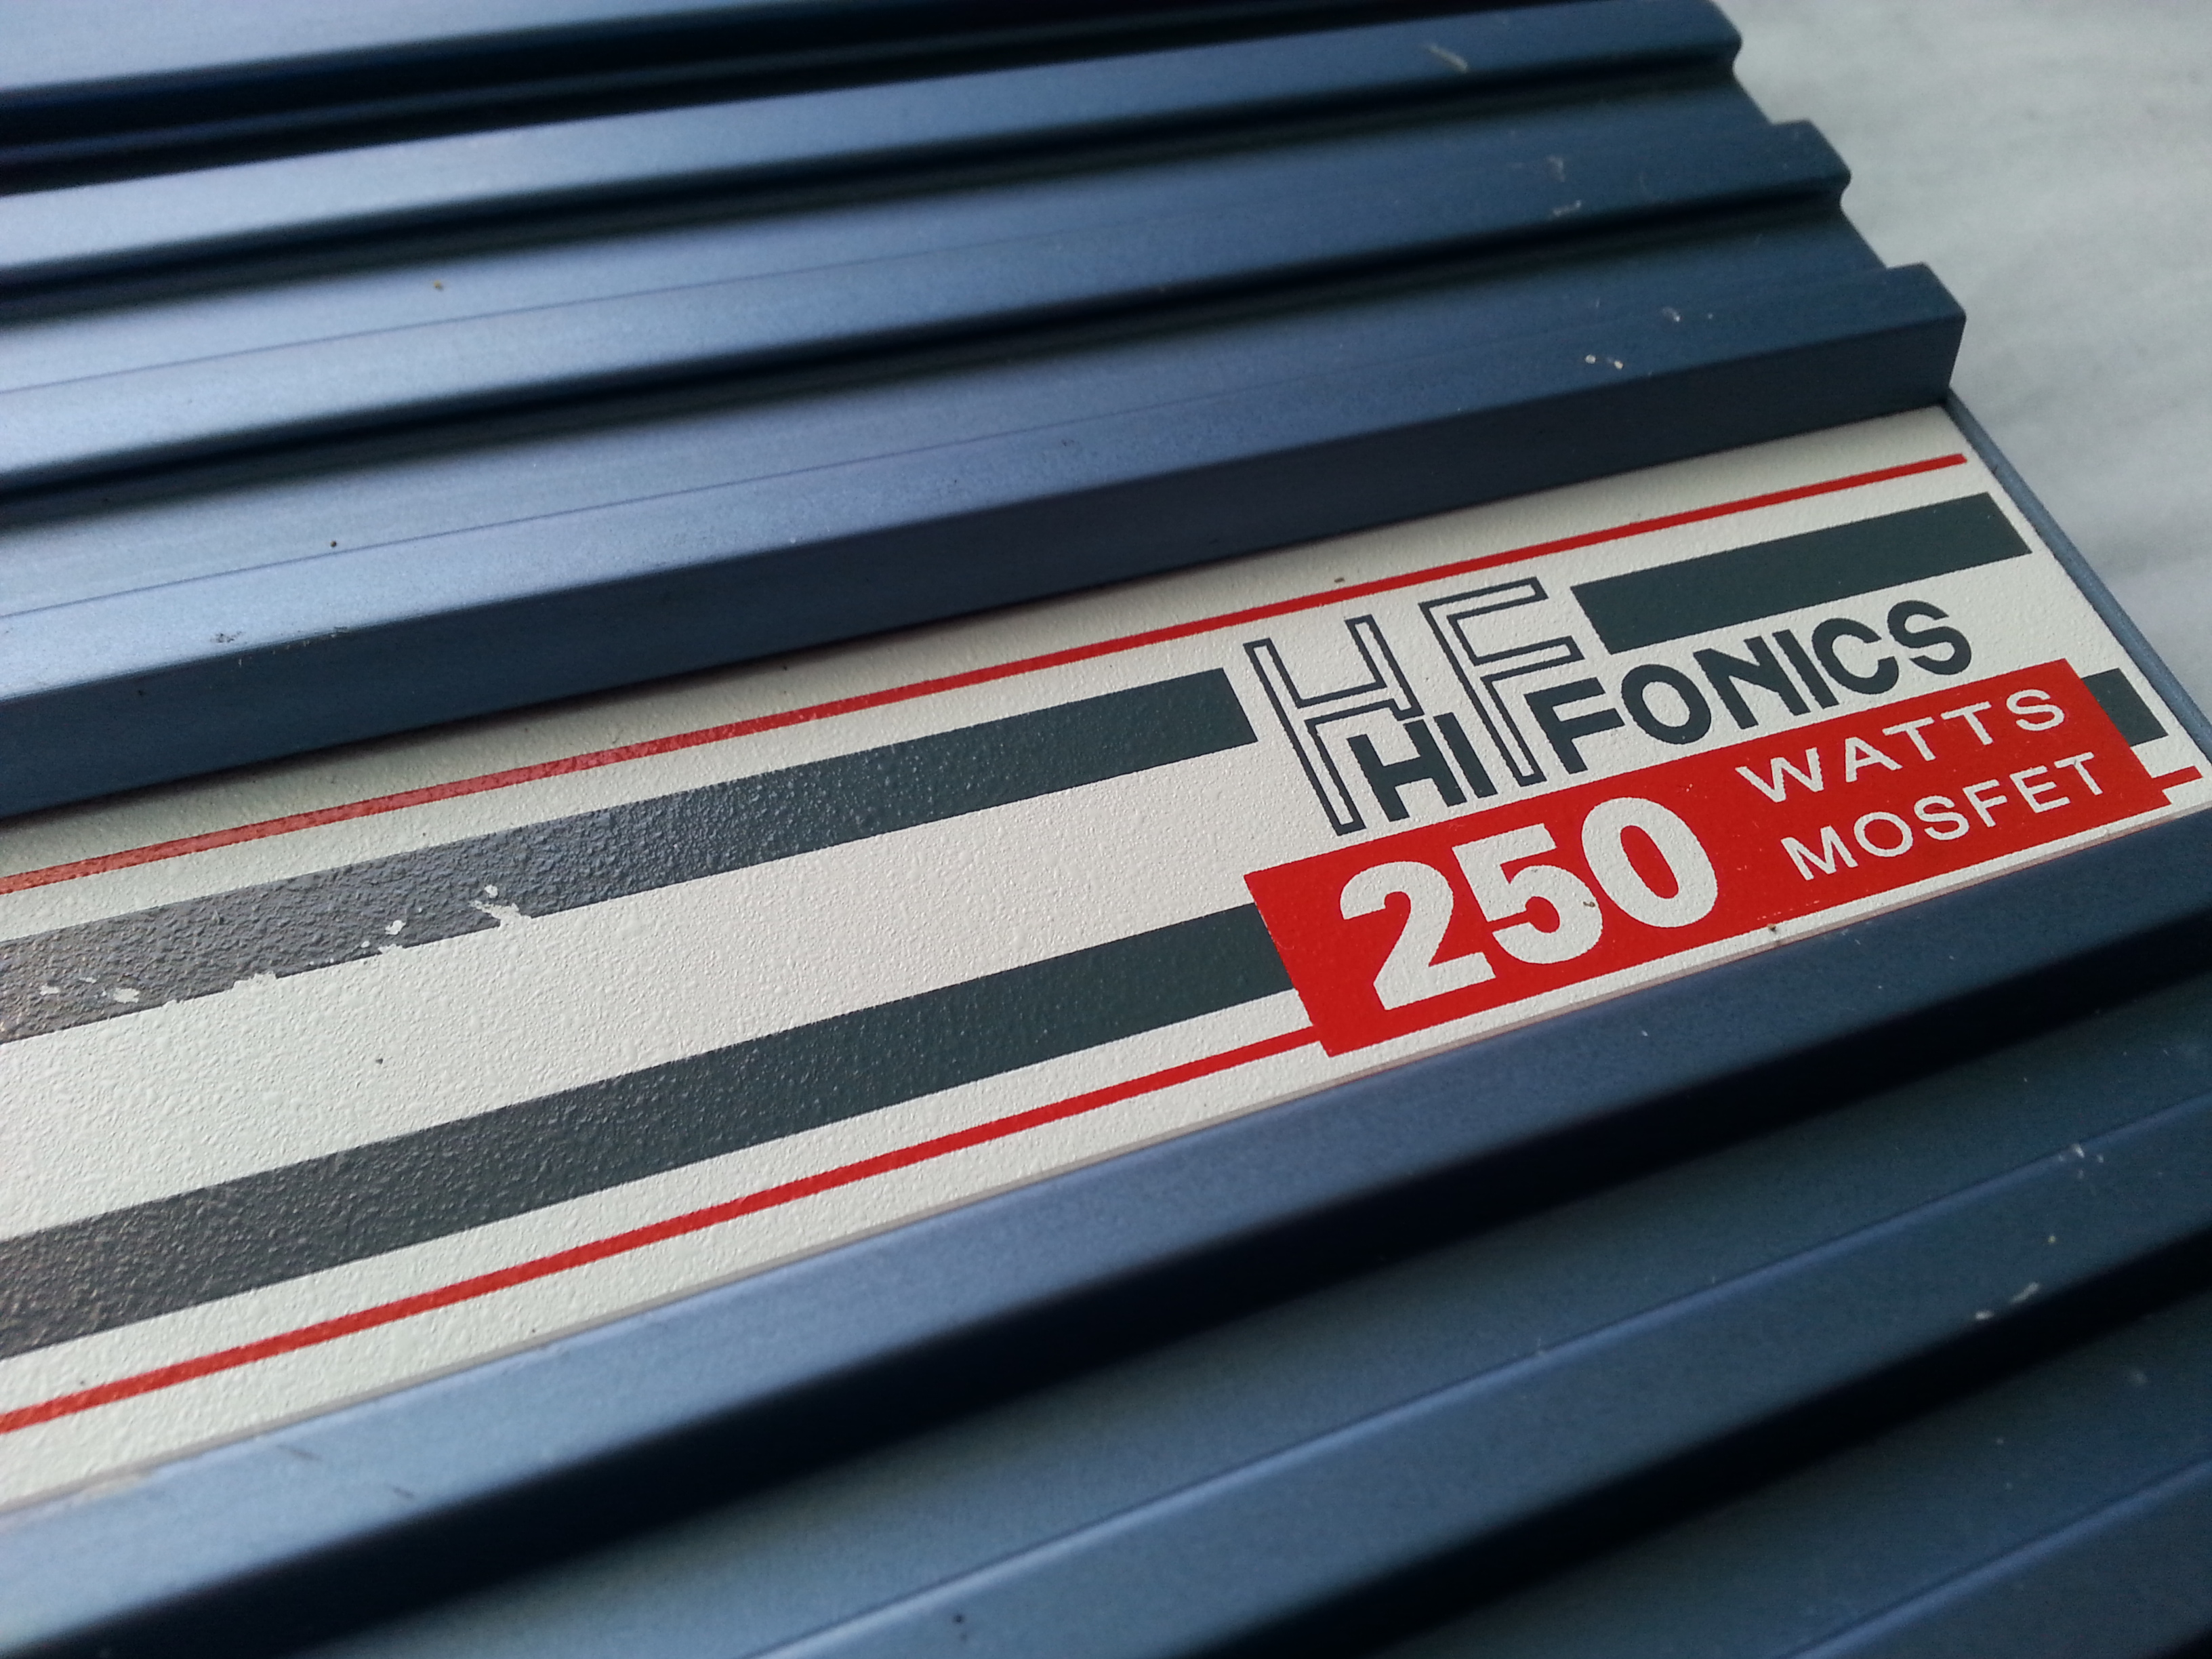 HF
HIFONICS
250 WATTS
MOSFET